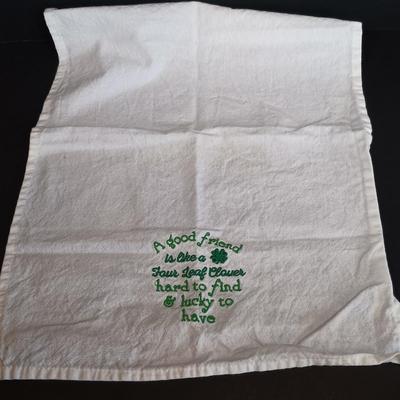 A good friend
is like a
Four Leaf Clover
hard to find
& lucky to
have